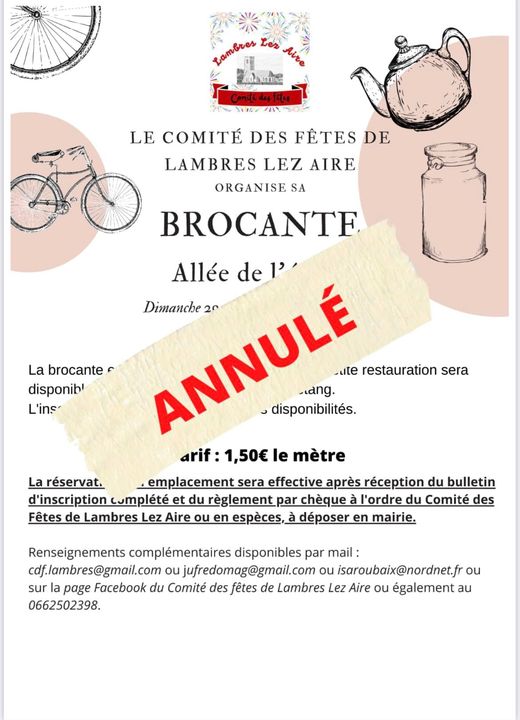 Lambres Lez Aire
Comité des fêtes
LE COMITÉ DES FÊTES DE
LAMBRES LEZ AIRE
ORGANISE SA
BROCANTE
Allée de
Dimanche
ANNULÉ
La brocante restauration sera
étang.
disponibilités.
: 1,50€ le mètre
La emplacement sera effective après réception du bulletin
d'inscription complété et du règlement par chèque à l'ordre du Comité des
Fêtes de Lambres Lez Aire ou en espèces, à déposer en mairie.
Renseignements complémentaires disponibles par mail :
cdf.lambres@gmail.com ou jufredomag@gmail.com ou isaroubaix@nordnet.fr ou
sur la page Facebook du Comité des fêtes de Lambres Lez Aire ou également au
0662502398.